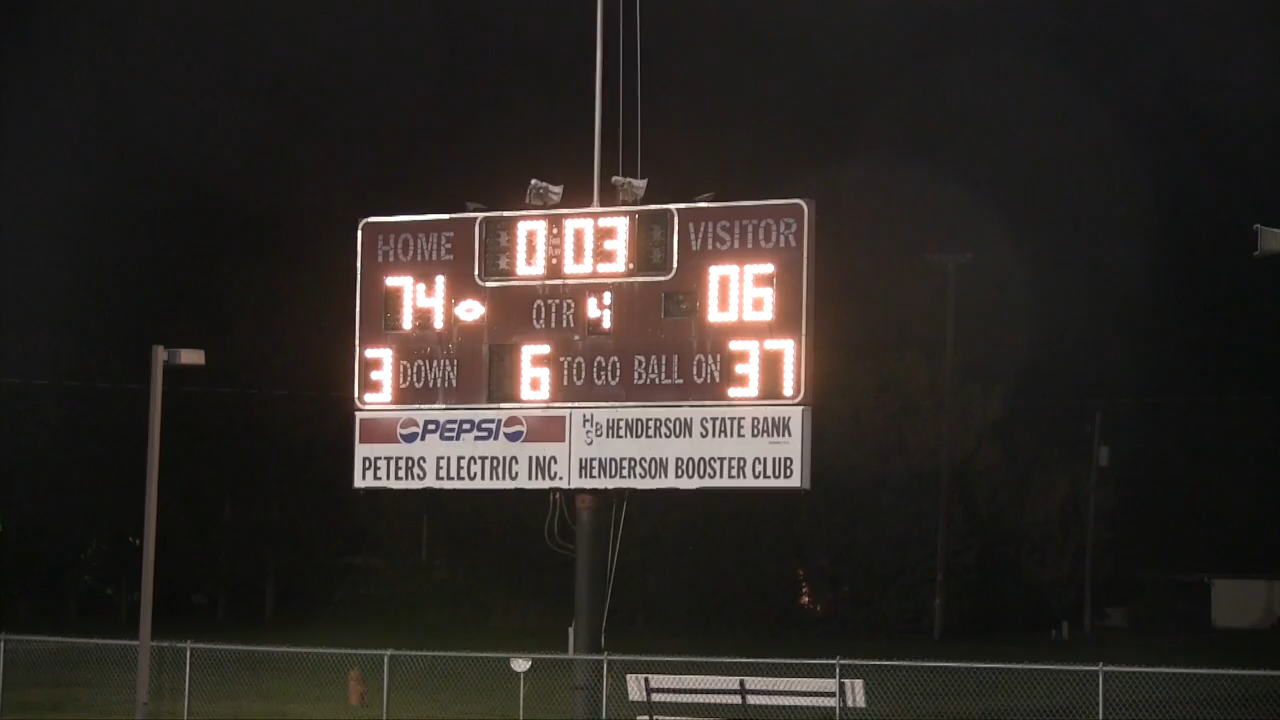 HOME 0:03 VISITOR
74 QTR 4 06
3 DOWN 6 TO GO BALL ON 37
PEPSI
HSB HENDERSON STATE BANK
PETERS ELECTRIC INC.
HENDERSON BOOSTER CLUB